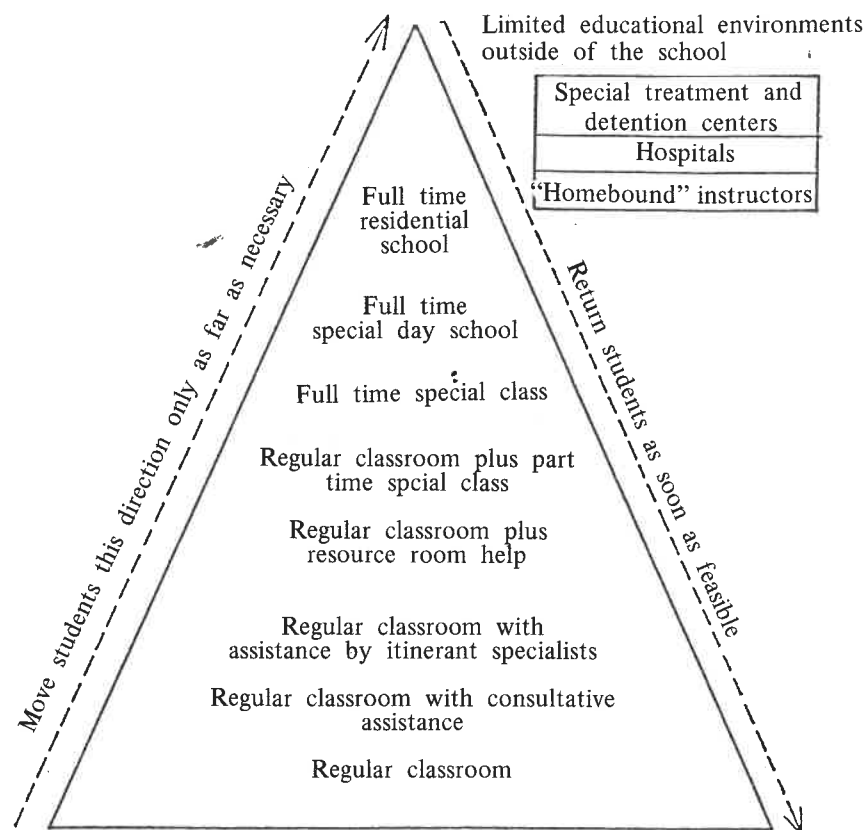 Limited educational environments
outside of the school
Special treatment and
detention centers
Hospitals
“Homebound” instructors
Move students this direction only as far as necessary
Full time
residential
school
Full time
special day school
Full time special class
Regular classroom plus part
time spcial class
Regular classroom plus
resource room help
Regular classroom with
assistance by itinerant specialists
Regular classroom with consultative
assistance
Regular classroom
Return students as soon as feasible